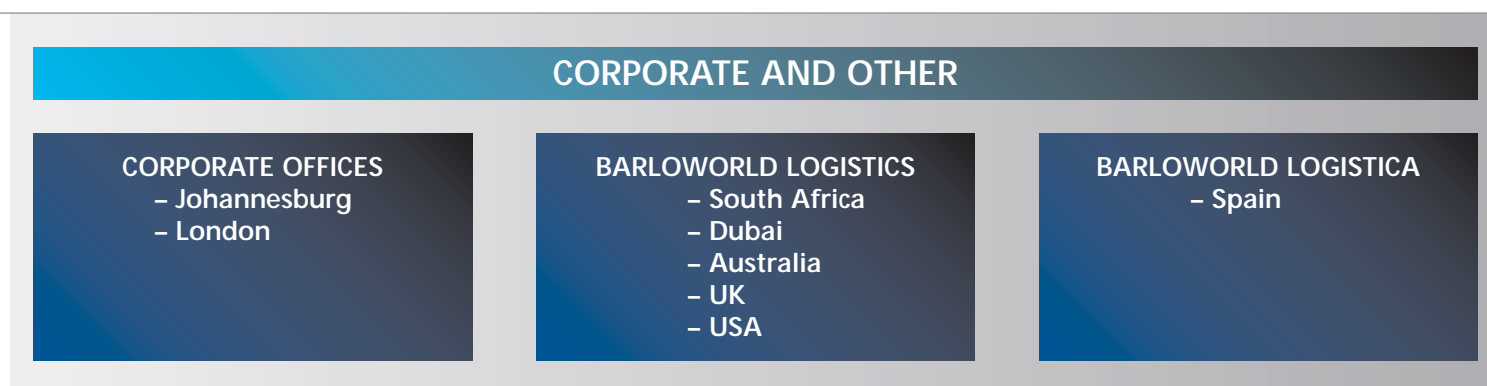 CORPORATE AND OTHER
CORPORATE OFFICES
– Johannesburg
– London
BARLOWORLD LOGISTICS
– South Africa
– Dubai
– Australia
– UK
– USA
BARLOWORLD LOGISTICA
– Spain